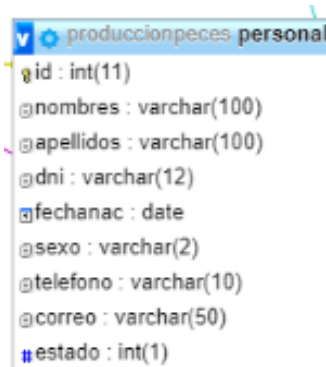 v produccionpeces personal
id : int(11)
nombres : varchar(100)
apellidos : varchar(100)
dni : varchar(12)
fechanac : date
sexo : varchar(2)
telefono : varchar(10)
correo : varchar(50)
# estado : int(1)